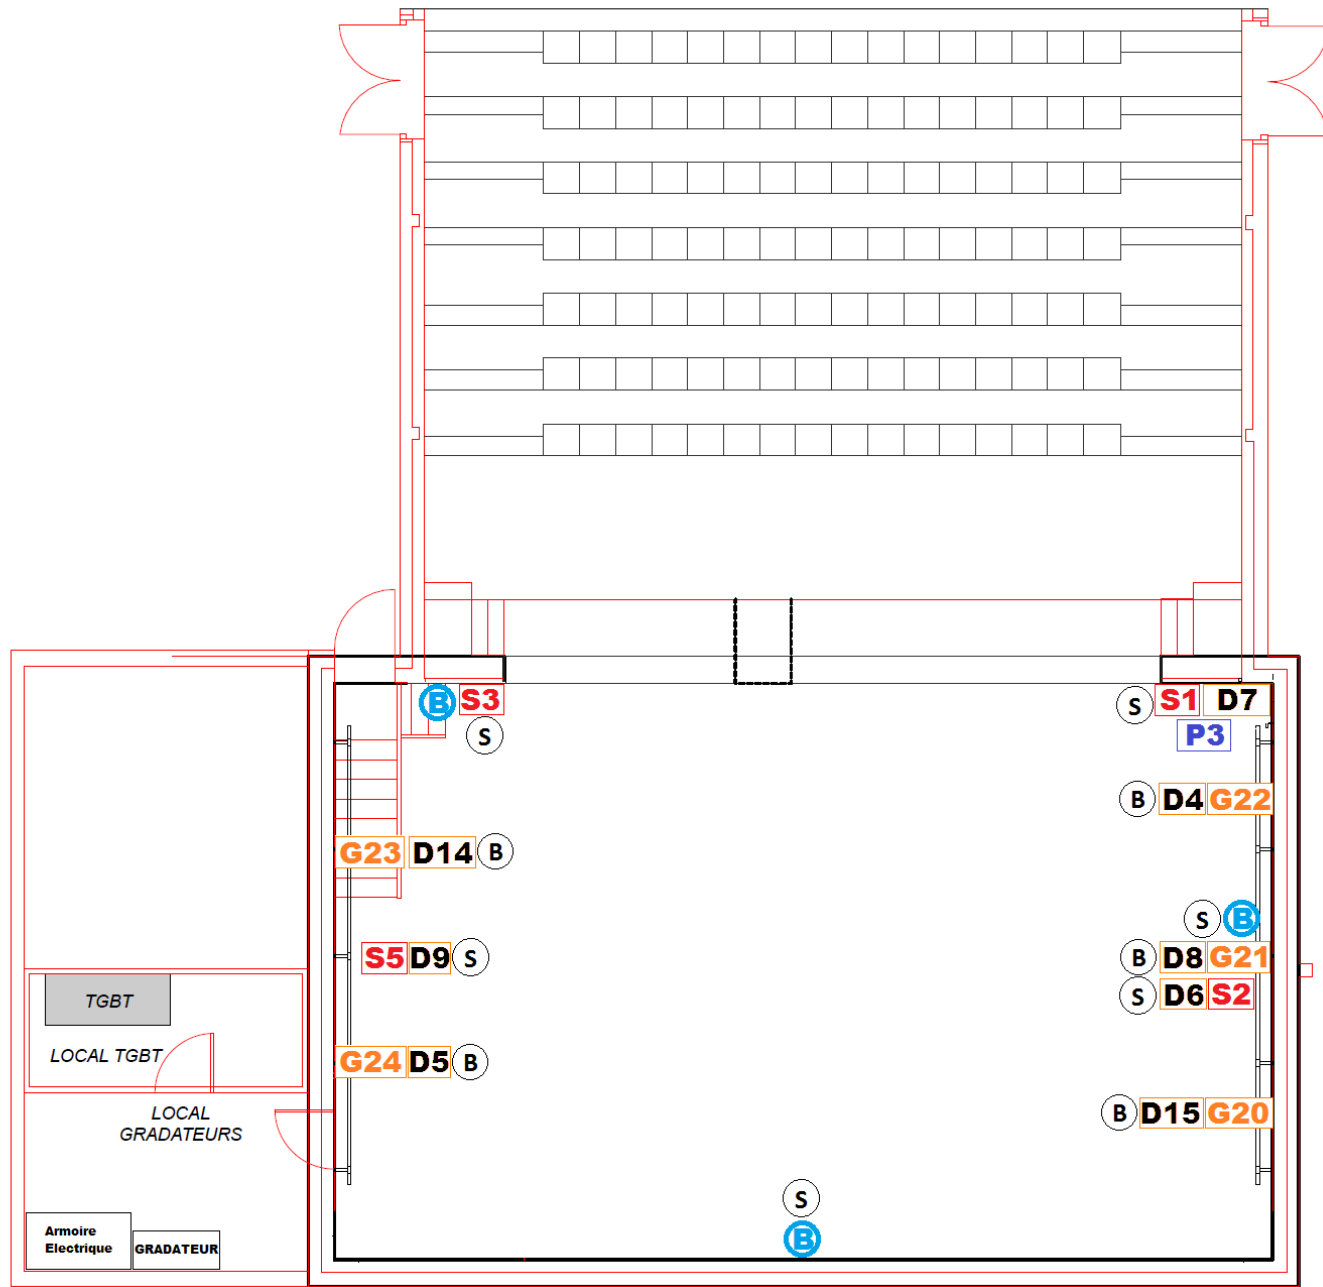 B S3
S
S S1 D7
P3
B D4 G22
G23 D14 B
S B
S5 D9 S
B D8 G21
S D6 S2
TGBT
LOCAL TGBT
G24 D5 B
LOCAL
GRADATEURS
B D15 G20
S
B
Armoire
Electrique
GRADATEUR